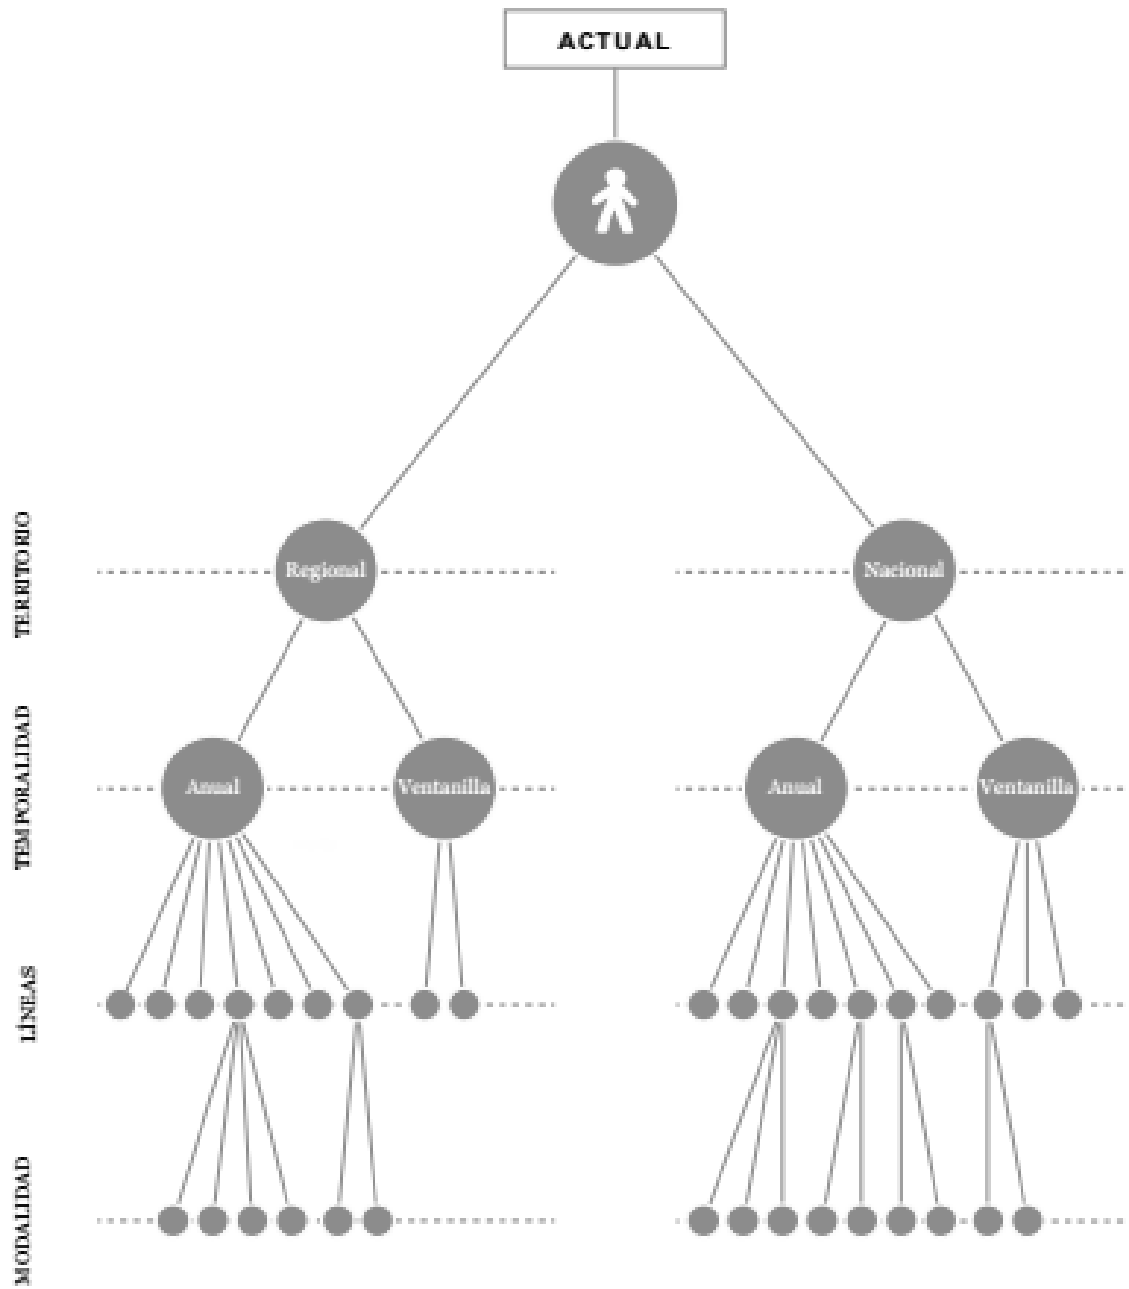 ACTUAL
TERRITORIO
Regional
Nacional
TEMPORALIDAD
Anual
Ventanilla
Anual
Ventanilla
LÍNEAS
MODALIDAD